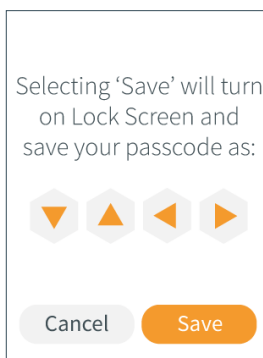 Selecting ‘Save’ will turn
on Lock Screen and
save your passcode as:
Cancel
Save